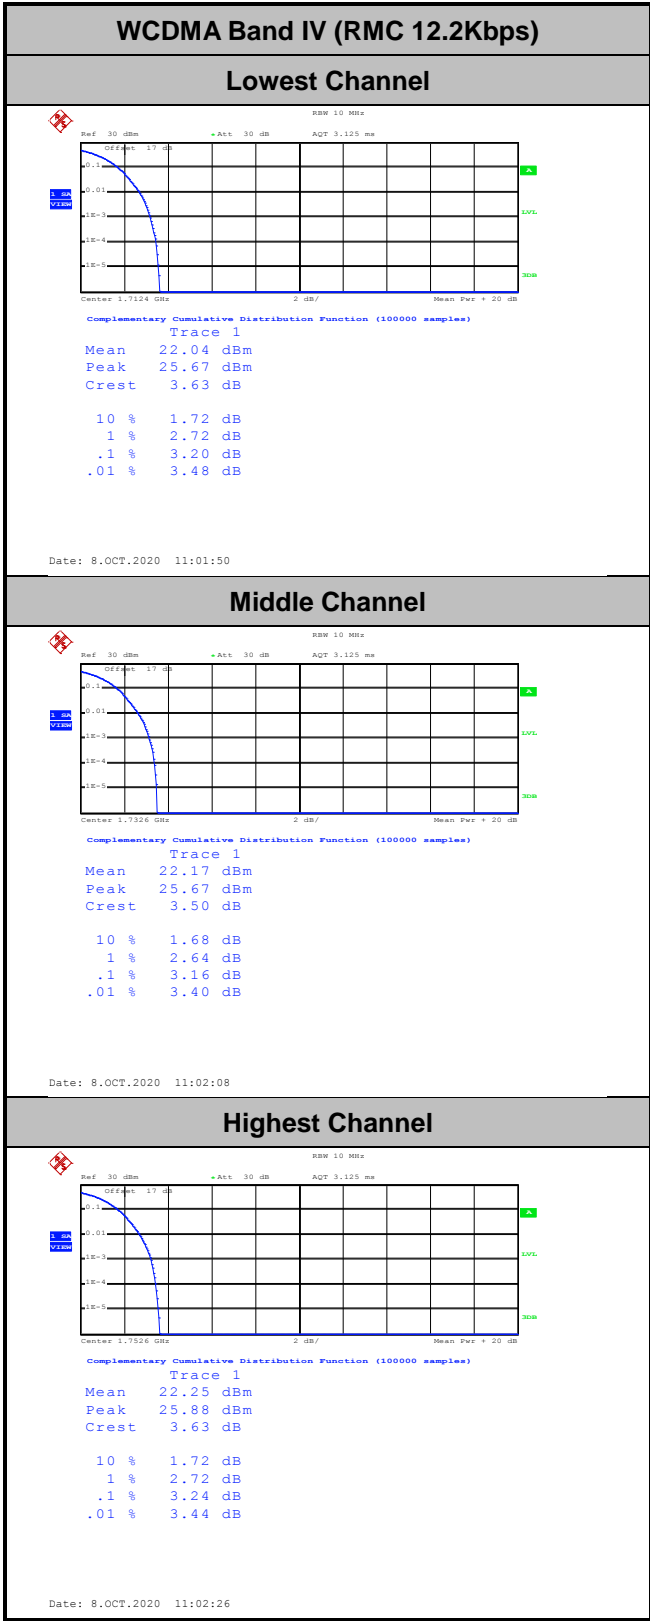 WCDMA Band IV (RMC 12.2Kbps)
Lowest Channel
RBW 10 MHz
Ref 30 dBm *Att 30 dB AQT 3.125 ms
Offset 17 dB
0.1
A
0.01
1 SA
VIEW
1E-3
LVL
1E-4
1E-5
3DB
Center 1.7124 GHz 2 dB/ Mean Pwr + 20 dB
Complementary Cumulative Distribution Function (100000 samples)
Trace 1
Mean 22.04 dBm
Peak 25.67 dBm
Crest 3.63 dB
10 % 1.72 dB
1 % 2.72 dB
.1 % 3.20 dB
.01 % 3.48 dB
Date: 8.OCT.2020 11:01:50
Middle Channel
RBW 10 MHz
Ref 30 dBm *Att 30 dB AQT 3.125 ms
Offset 17 dB
0.1
A
0.01
1 SA
VIEW
1E-3
LVL
1E-4
1E-5
3DB
Center 1.7326 GHz 2 dB/ Mean Pwr + 20 dB
Complementary Cumulative Distribution Function (100000 samples)
Trace 1
Mean 22.17 dBm
Peak 25.67 dBm
Crest 3.50 dB
10 % 1.68 dB
1 % 2.64 dB
.1 % 3.16 dB
.01 % 3.40 dB
Date: 8.OCT.2020 11:02:08
Highest Channel
RBW 10 MHz
Ref 30 dBm *Att 30 dB AQT 3.125 ms
Offset 17 dB
0.1
A
0.01
1 SA
VIEW
1E-3
LVL
1E-4
1E-5
3DB
Center 1.7526 GHz 2 dB/ Mean Pwr + 20 dB
Complementary Cumulative Distribution Function (100000 samples)
Trace 1
Mean 22.25 dBm
Peak 25.88 dBm
Crest 3.63 dB
10 % 1.72 dB
1 % 2.72 dB
.1 % 3.24 dB
.01 % 3.44 dB
Date: 8.OCT.2020 11:02:26